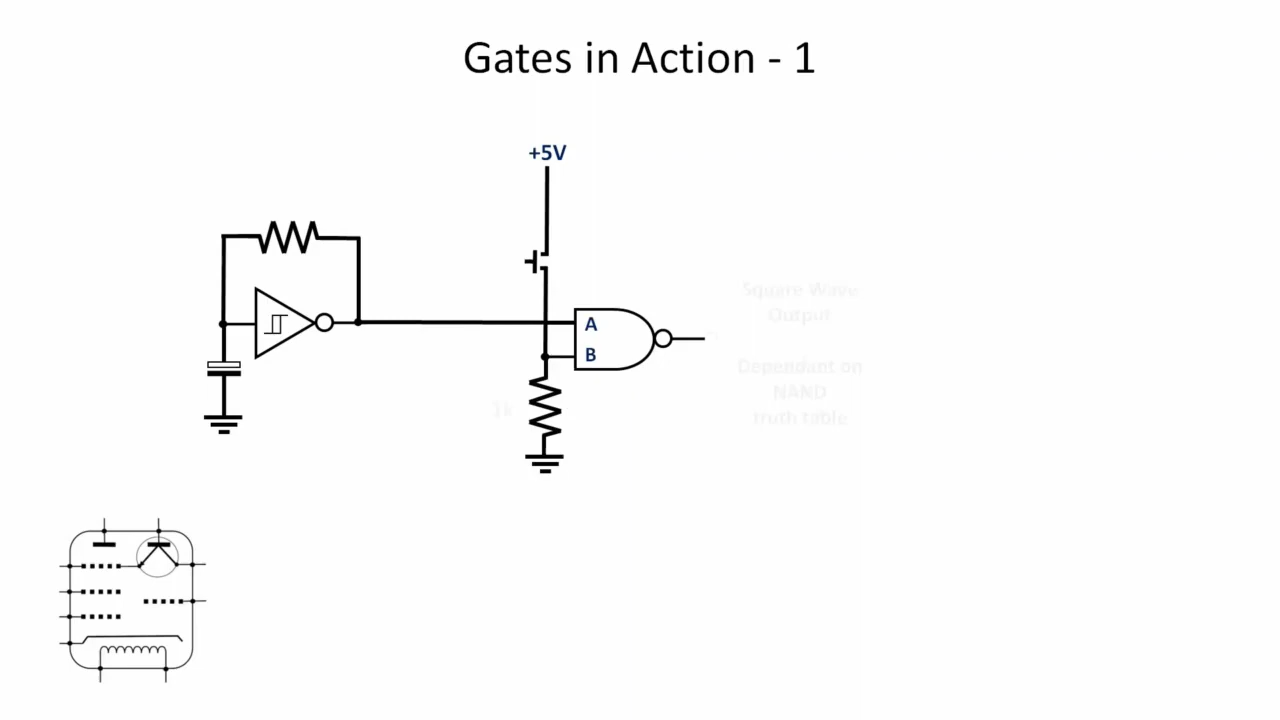 Gates in Action - 1
+5V
A
B
1k
Square Wave
Output
Dependant on
NAND
truth table